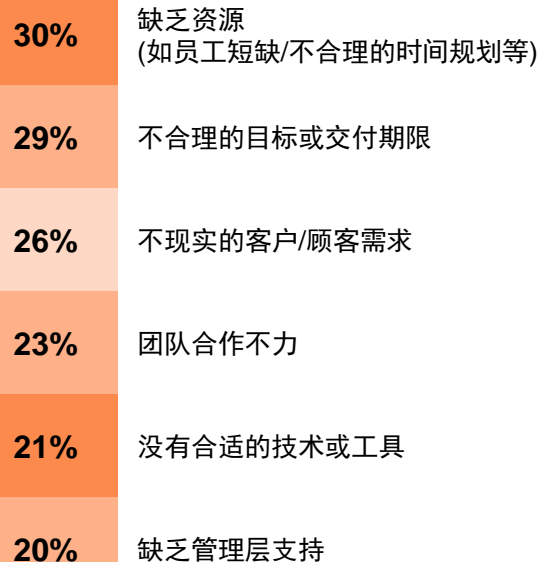 30%
缺乏资源
(如员工短缺/不合理的时间规划等)
29%
不合理的目标或交付期限
26%
不现实的客户/顾客需求
23%
团队合作不力
21%
没有合适的技术或工具
20%
缺乏管理层支持